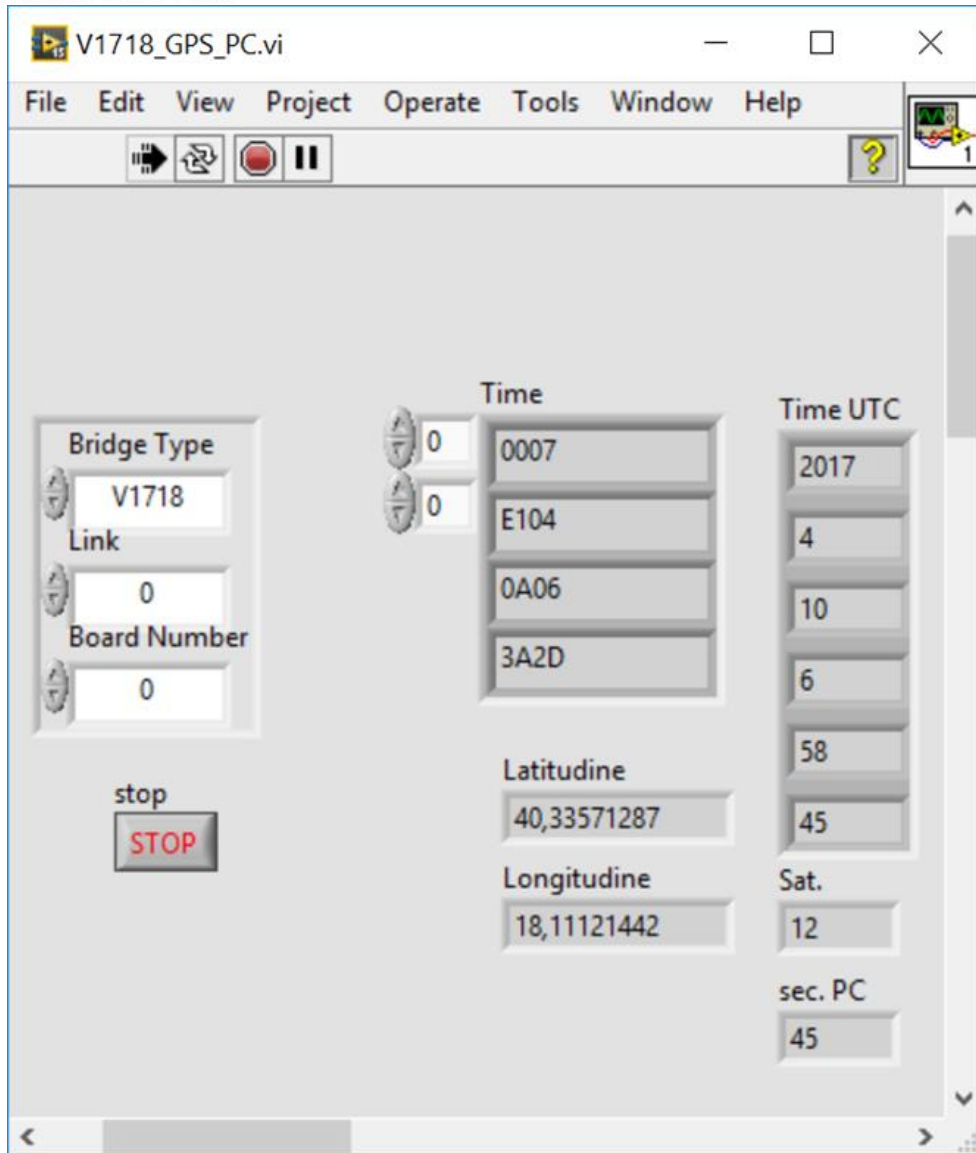 V1718_GPS_PC.vi
File Edit View Project Operate Tools Window Help
15
1
Bridge Type
V1718
Link
0
Board Number
0
stop
STOP
Time
0
0
0007
E104
0A06
3A2D
Latitudine
40,33571287
Longitudine
18,11121442
Time UTC
2017
4
10
6
58
45
Sat.
12
sec. PC
45